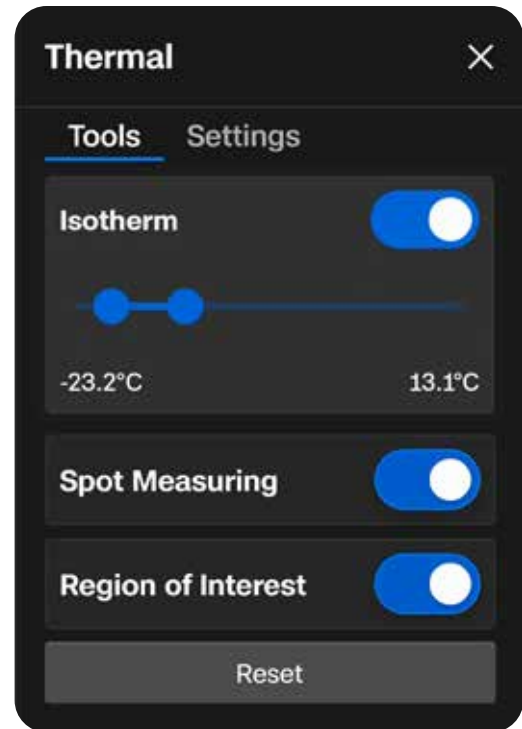 Thermal
Tools Settings
Isotherm
-23.2°C 13.1°C
Spot Measuring
Region of Interest
Reset